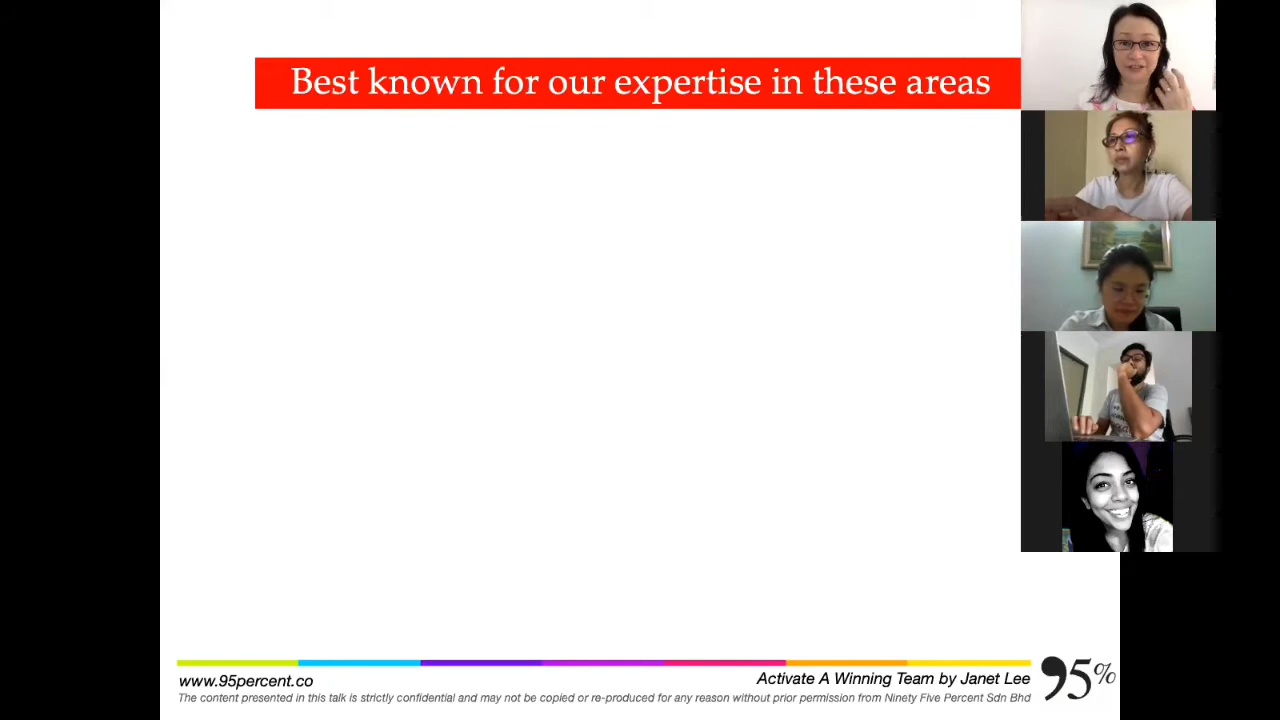 Best known for our expertise in these areas
www.95percent.co
Activate A Winning Team by Janet Lee
The content presented in this talk is strictly confidential and may not be copied or re-produced for any reason without prior permission from Ninety Five Percent Sdn Bhd
95%